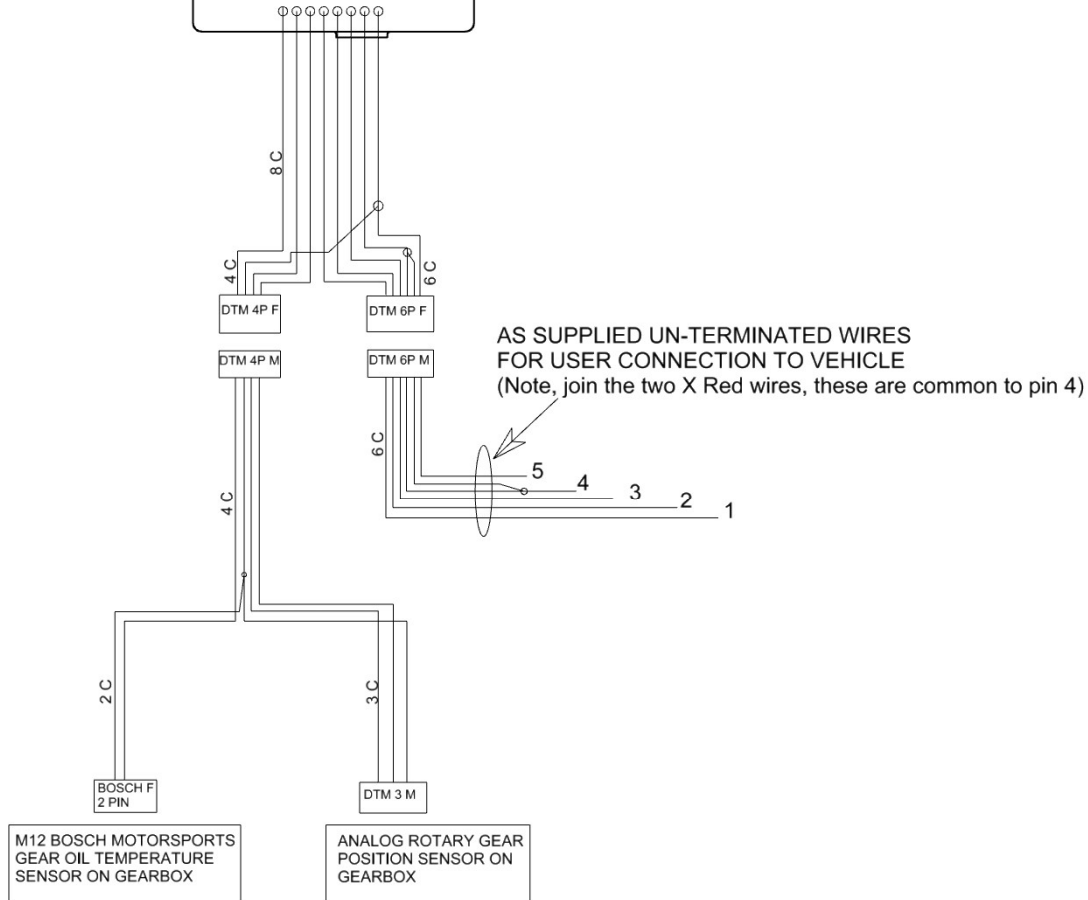 8 C
4 C
6 C
DTM 4P F
DTM 6P F
DTM 4P M
DTM 6P M
AS SUPPLIED UN-TERMINATED WIRES
FOR USER CONNECTION TO VEHICLE
(Note, join the two X Red wires, these are common to pin 4)
6 C
5
4
3
2
1
4 C
2 C
3 C
BOSCH F
2 PIN
DTM 3 M
M12 BOSCH MOTORSPORTS
GEAR OIL TEMPERATURE
SENSOR ON GEARBOX
ANALOG ROTARY GEAR
POSITION SENSOR ON
GEARBOX